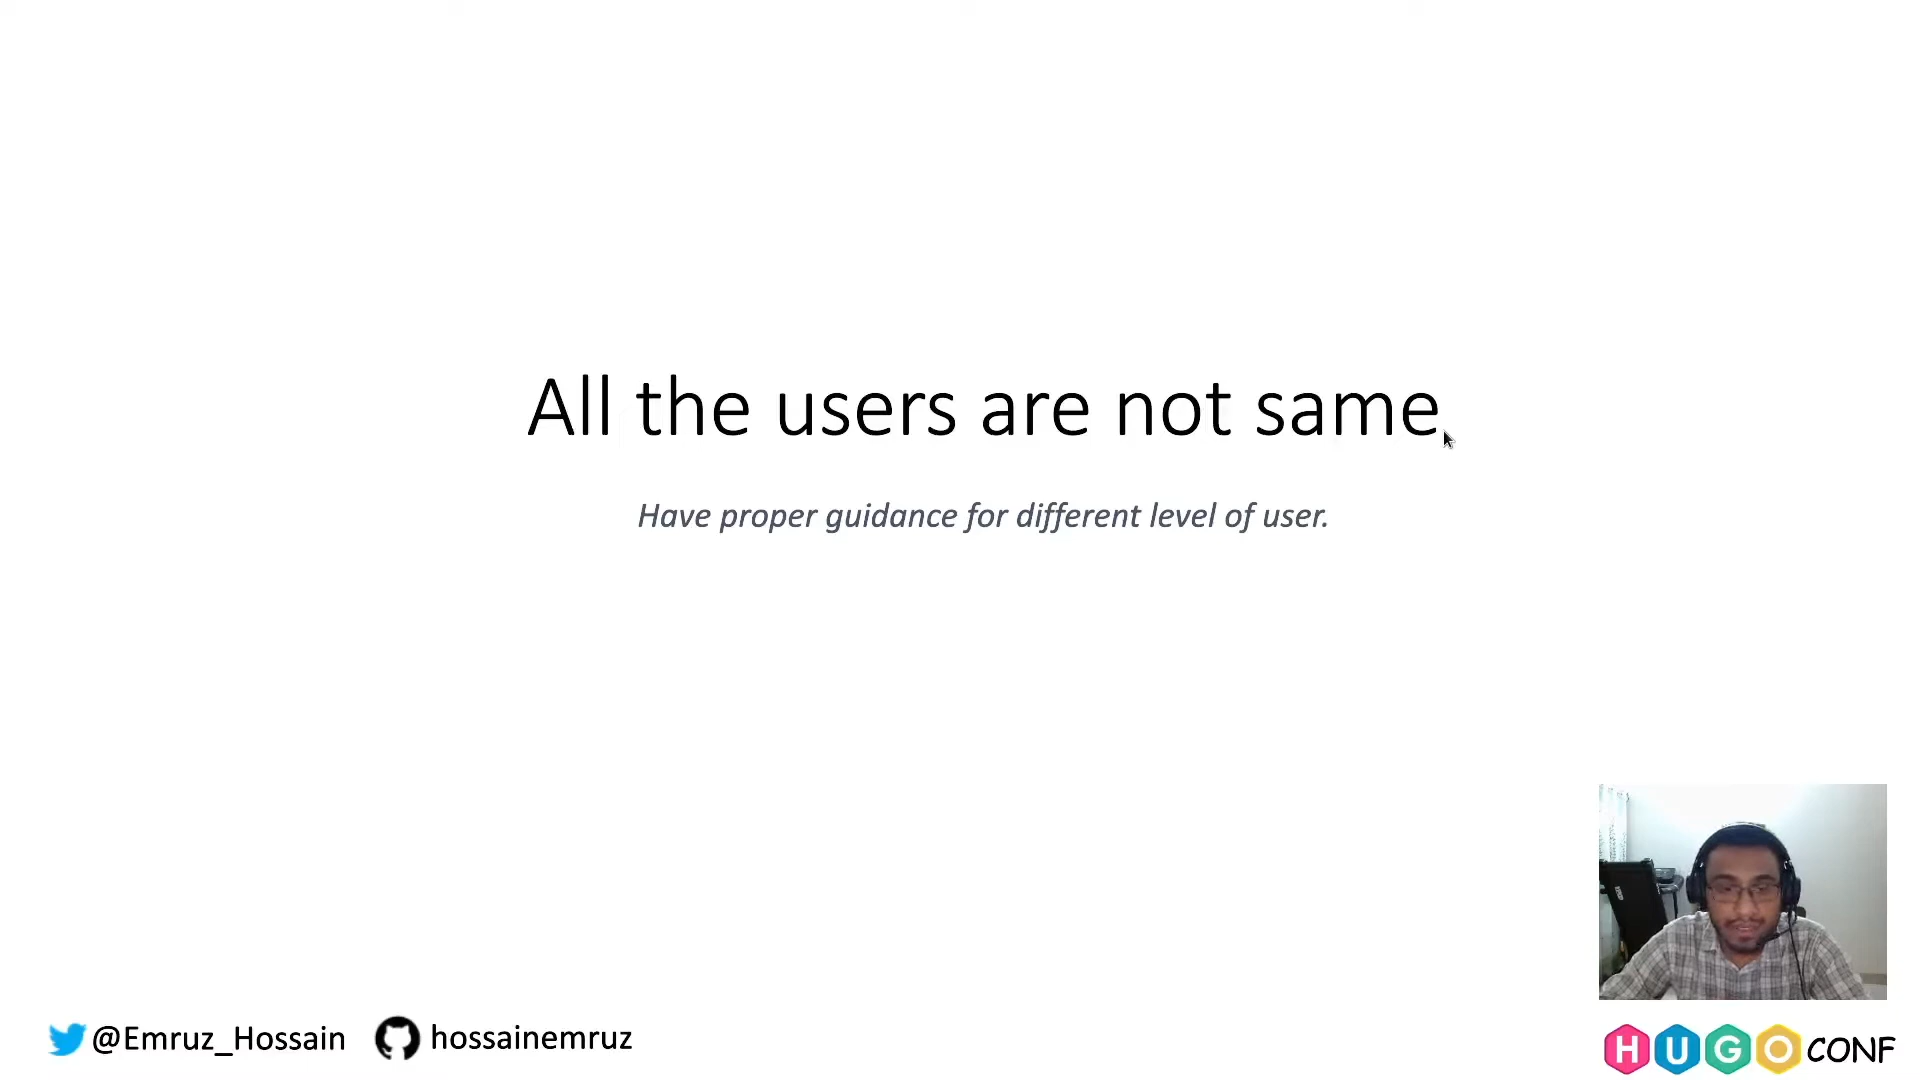 All the users are not same.
Have proper guidance for different level of user.
@Emruz_Hossain hossainemruz
HUGO CONF